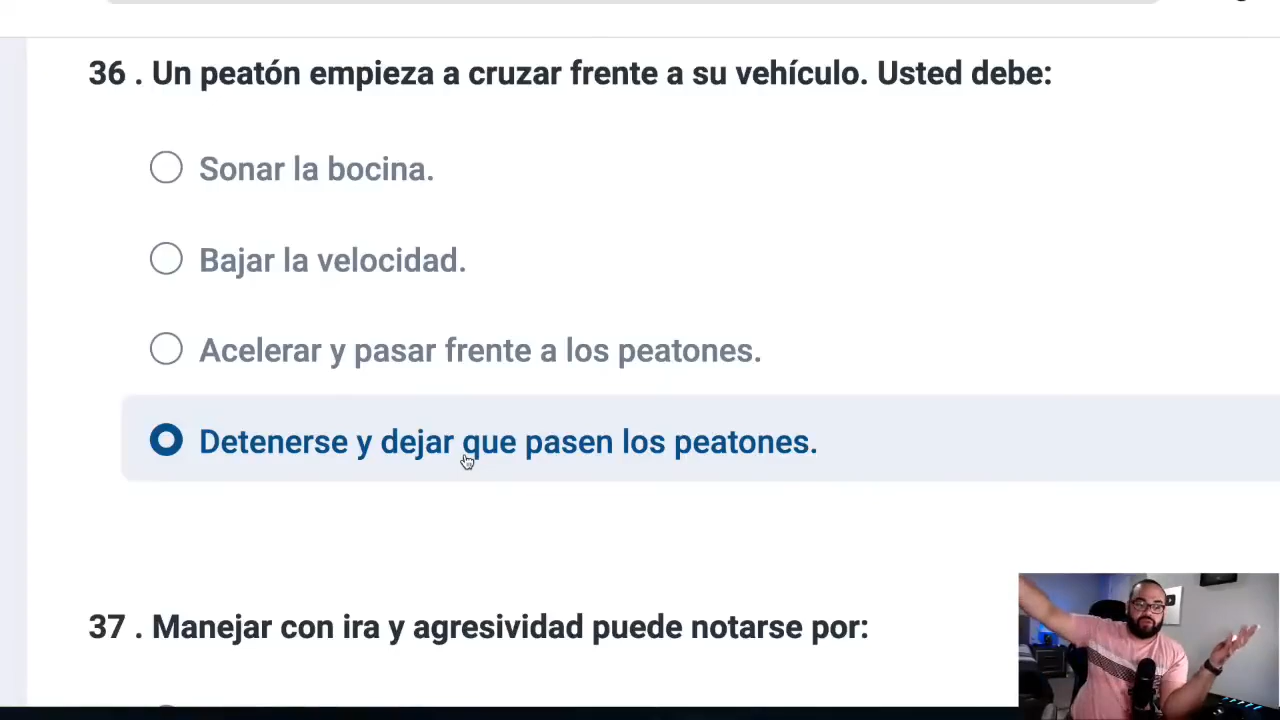 36 . Un peatón empieza a cruzar frente a su vehículo. Usted debe:
Sonar la bocina.
Bajar la velocidad.
Acelerar y pasar frente a los peatones.
Detenerse y dejar que pasen los peatones.
37 . Manejar con ira y agresividad puede notarse por: